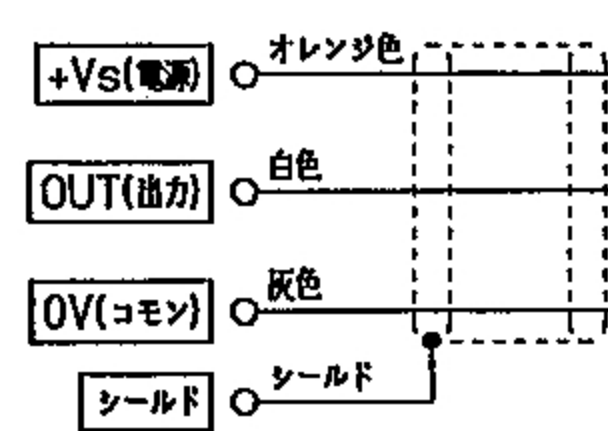 オレンジ色
+Vs(電源)
白色
OUT(出力)
灰色
0V(コモン)
シールド
シールド